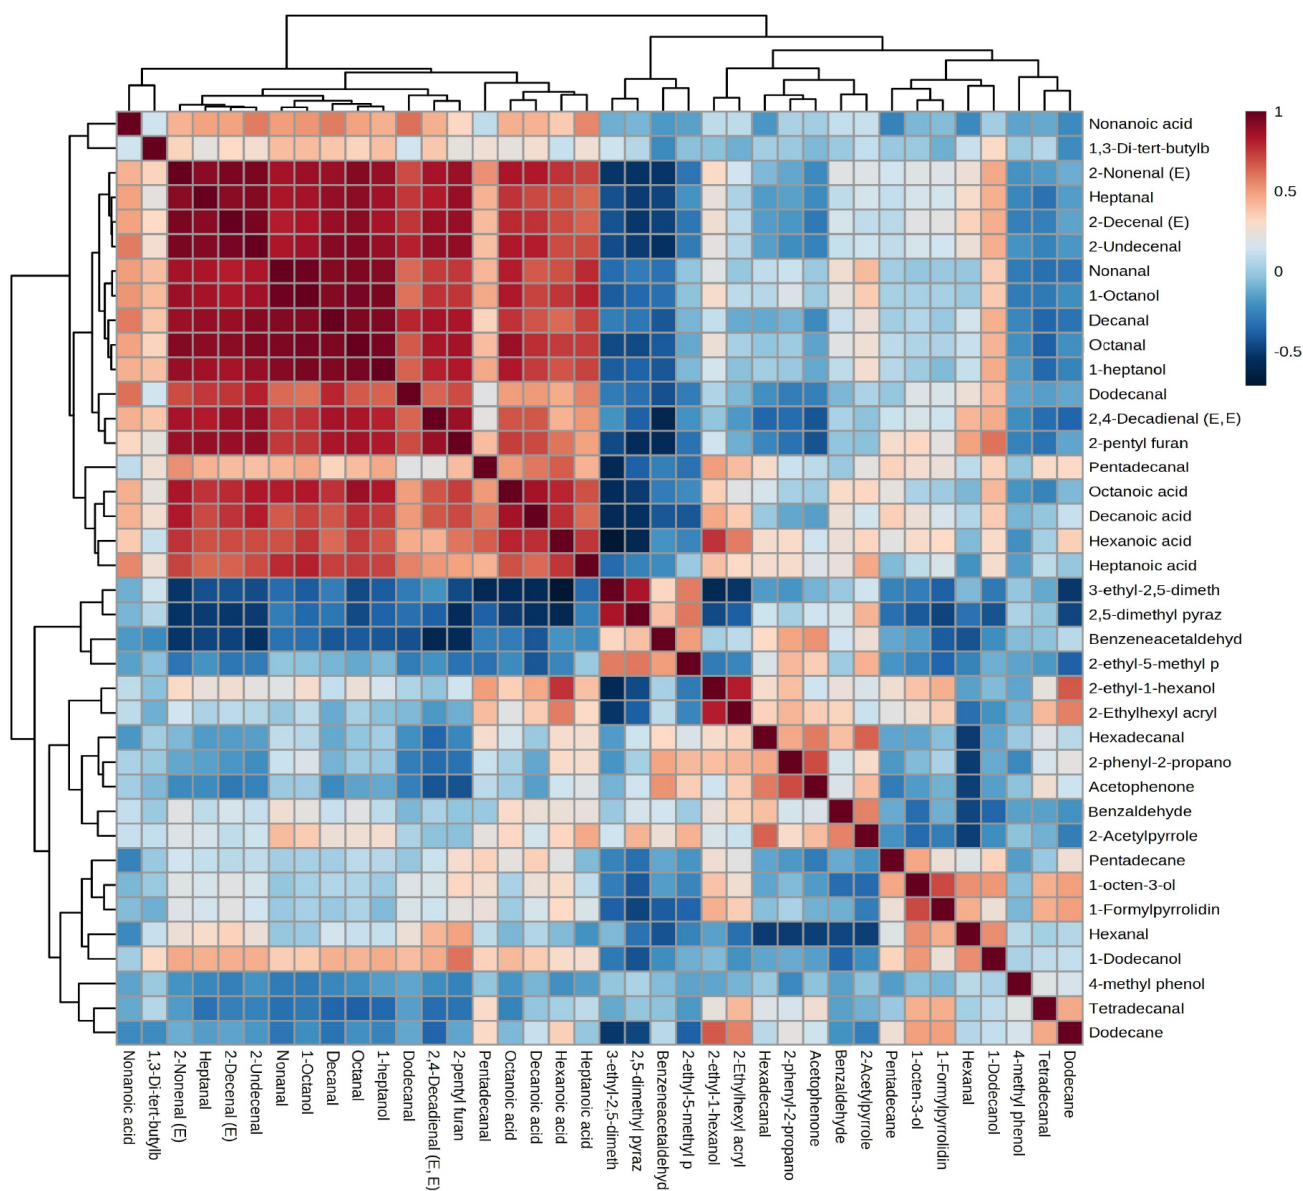 Nonanoic acid
1,3-Di-tert-butylb
2-Nonenal (E)
Heptanal
2-Decenal (E)
2-Undecenal
Nonanal
1-Octanol
Decanal
Octanal
1-heptanol
Dodecanal
2,4-Decadienal (E,E)
2-pentyl furan
Pentadecanal
Octanoic acid
Decanoic acid
Hexanoic acid
Heptanoic acid
3-ethyl-2,5-dimeth
2,5-dimethyl pyraz
Benzeneacetaldehyd
2-ethyl-5-methyl p
2-ethyl-1-hexanol
2-Ethylhexyl acryl
Hexadecanal
2-phenyl-2-propano
Acetophenone
Benzaldehyde
2-Acetylpyrrole
Pentadecane
1-octen-3-ol
1-Formylpyrrolidin
Hexanal
1-Dodecanol
4-methyl phenol
Tetradecanal
Dodecane
1
0.5
0
-0.5
Nonanoic acid
1,3-Di-tert-butylb
2-Nonenal (E)
Heptanal
2-Decenal (E)
2-Undecenal
Nonanal
1-Octanol
Decanal
Octanal
1-heptanol
Dodecanal
2,4-Decadienal (E, E)
2-pentyl furan
Pentadecanal
Octanoic acid
Decanoic acid
Hexanoic acid
Heptanoic acid
3-ethyl-2,5-dimeth
2,5-dimethyl pyraz
Benzeneacetaldehyd
2-ethyl-5-methyl p
2-ethyl-1-hexanol
2-Ethylhexyl acryl
Hexadecanal
2-phenyl-2-propano
Acetophenone
Benzaldehyde
2-Acetylpyrrole
Pentadecane
1-octen-3-ol
1-Formylpyrrolidin
Hexanal
1-Dodecanol
4-methyl phenol
Tetradecanal
Dodecane